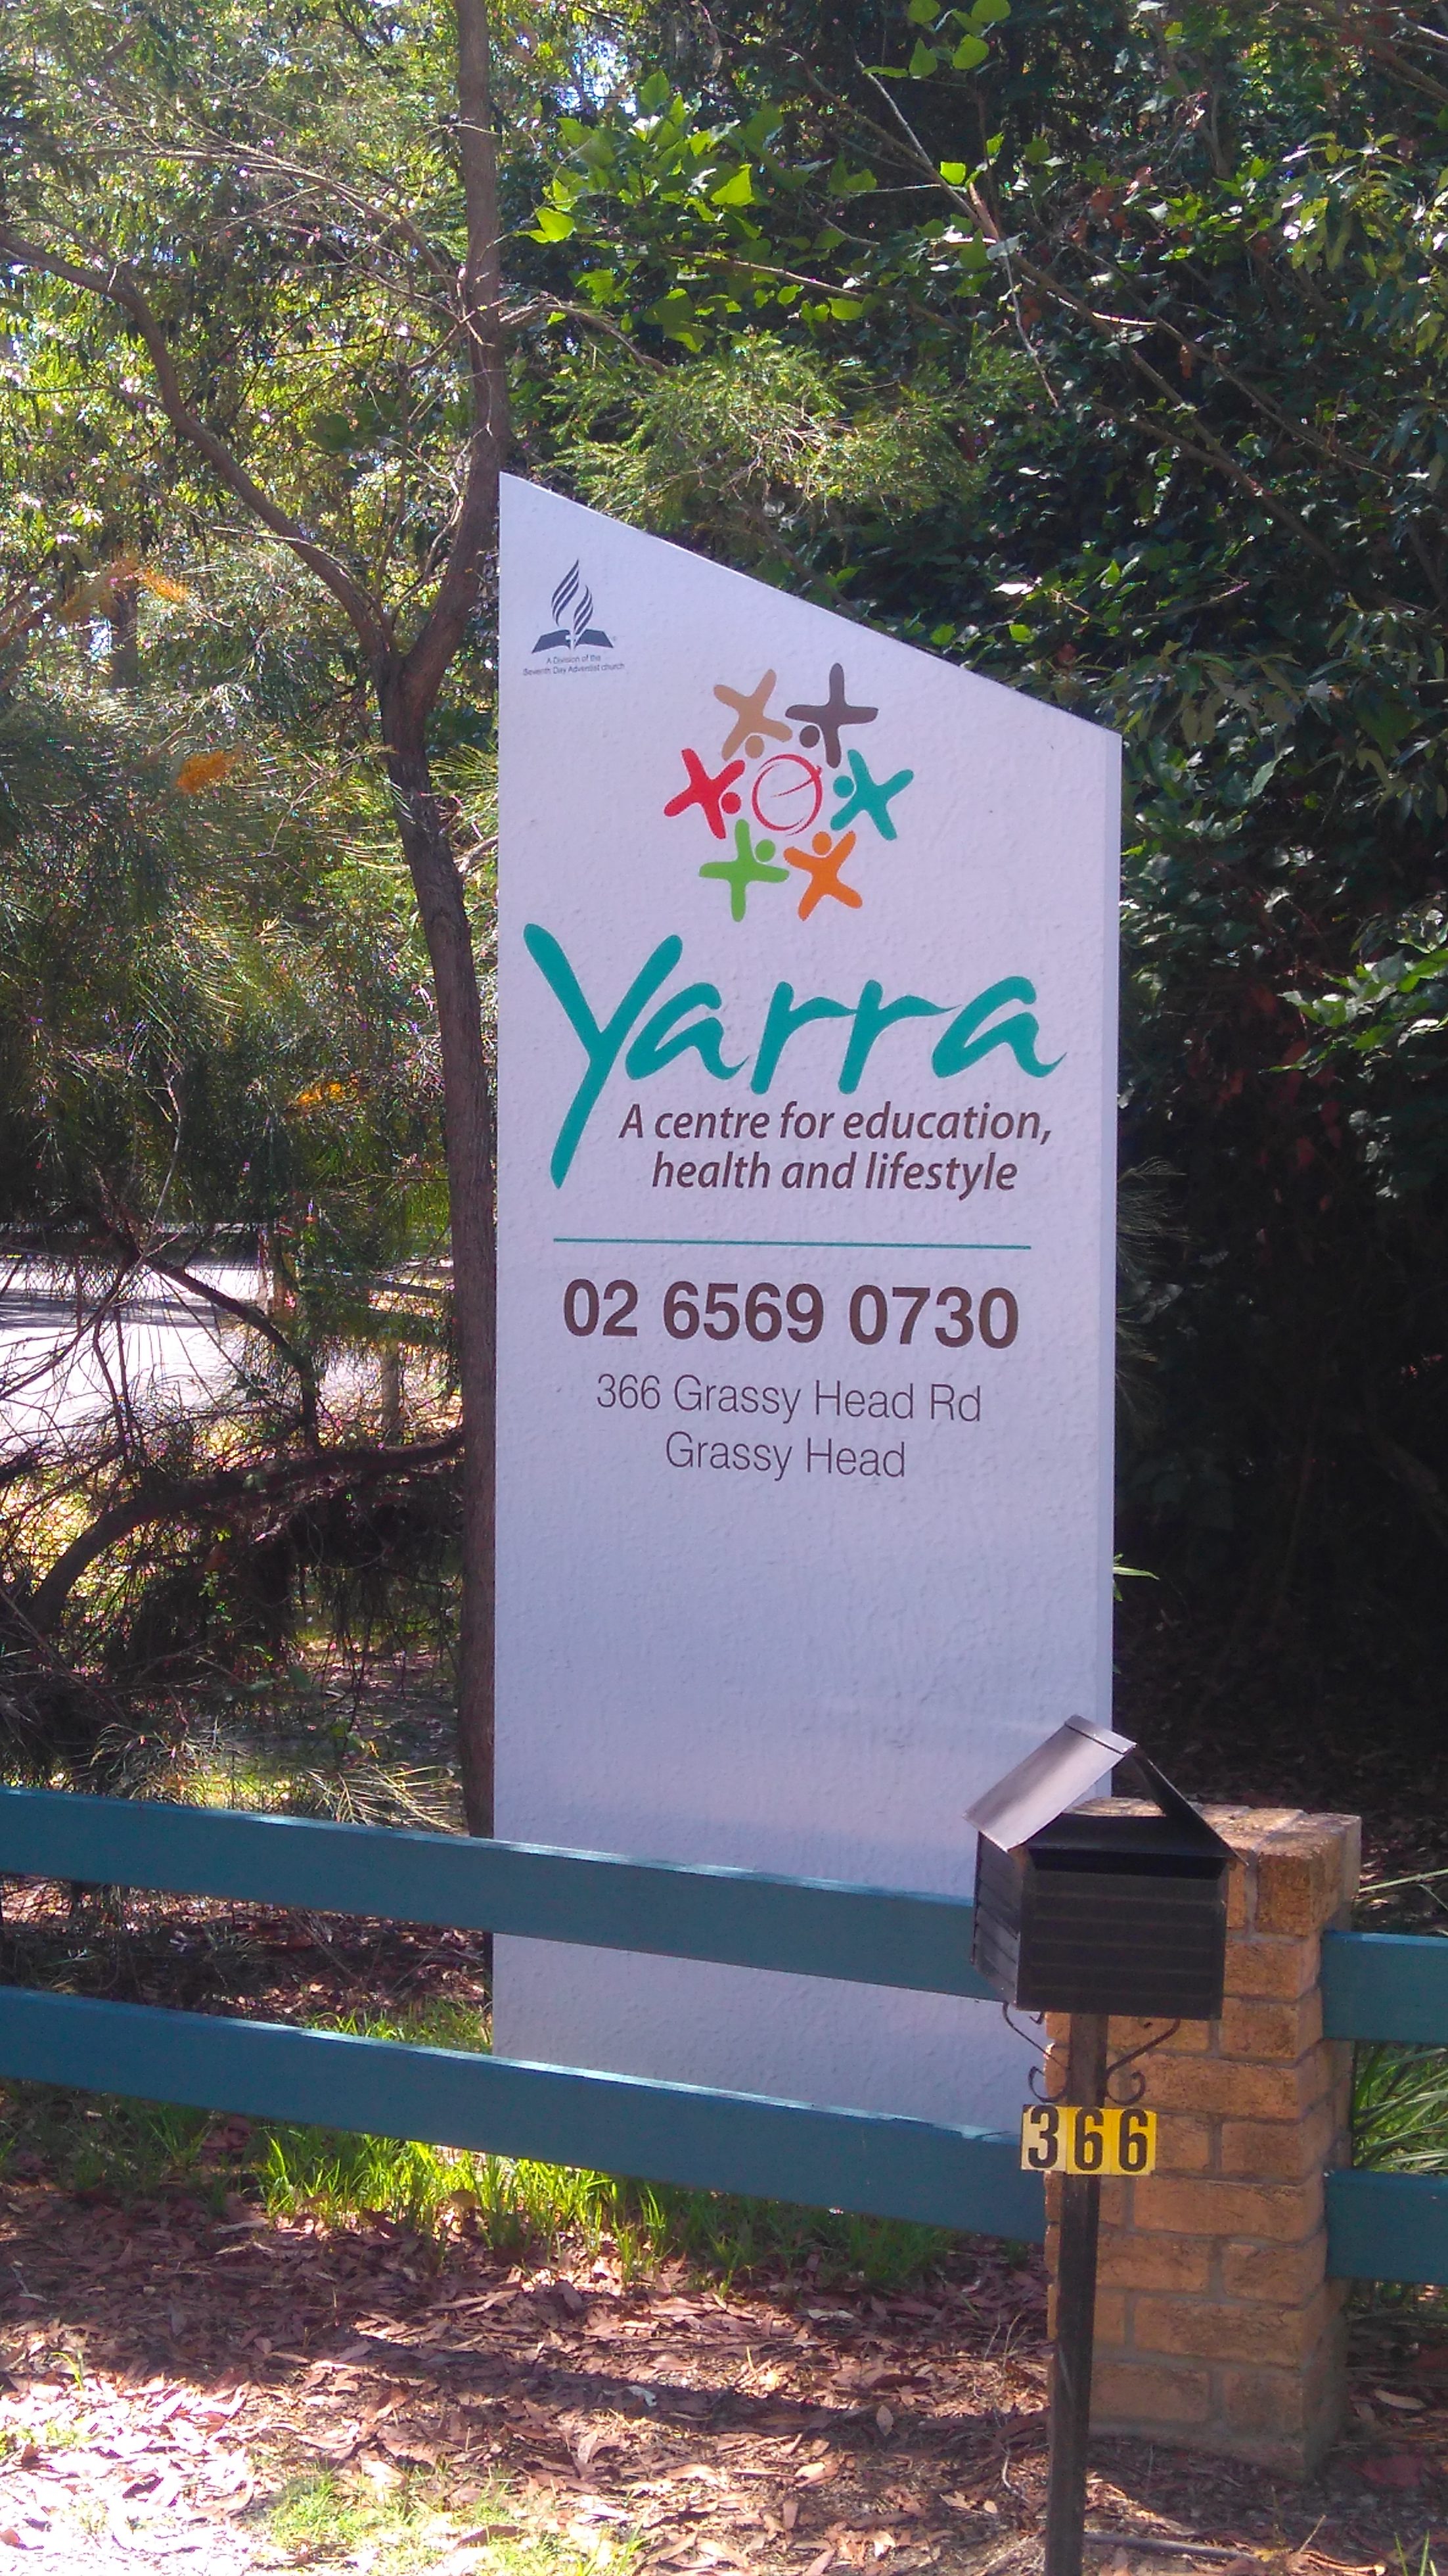 A Division of the
Seventh Day Adventist church
Yarra
A centre for education,
health and lifestyle
02 6569 0730
366 Grassy Head Rd
Grassy Head
366